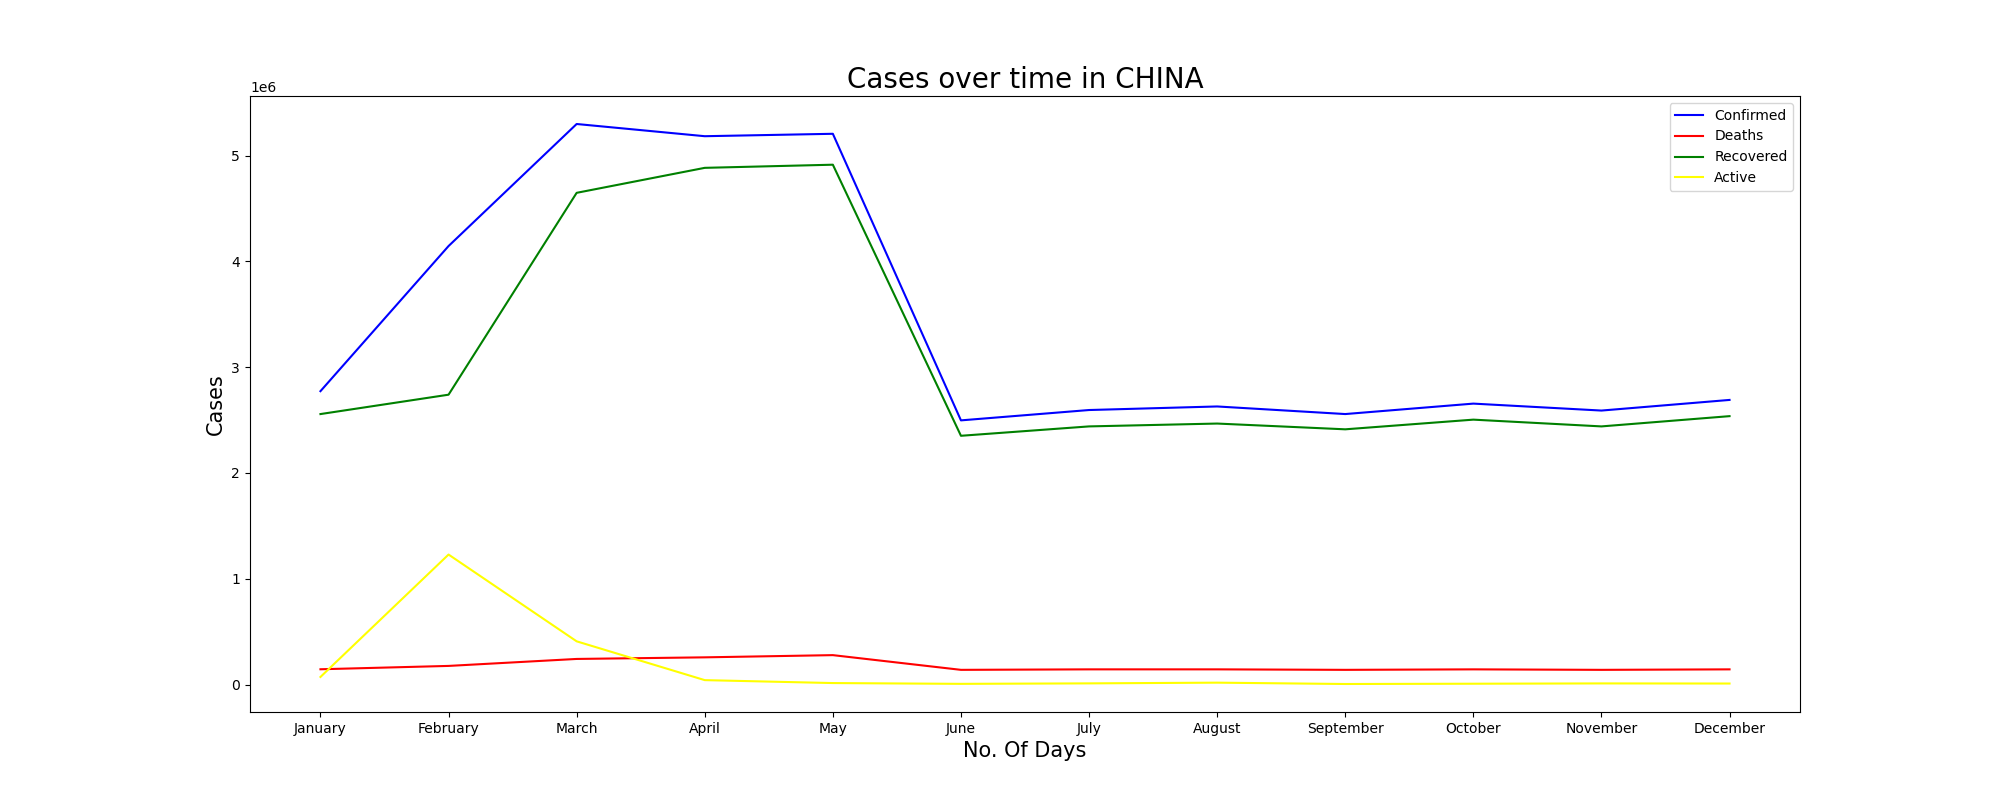 Cases over time in CHINA
1e6
Confirmed
Deaths
Recovered
Active
5
4
3
2
1
0
Cases
January February March April May June July August September October November December
No. Of Days